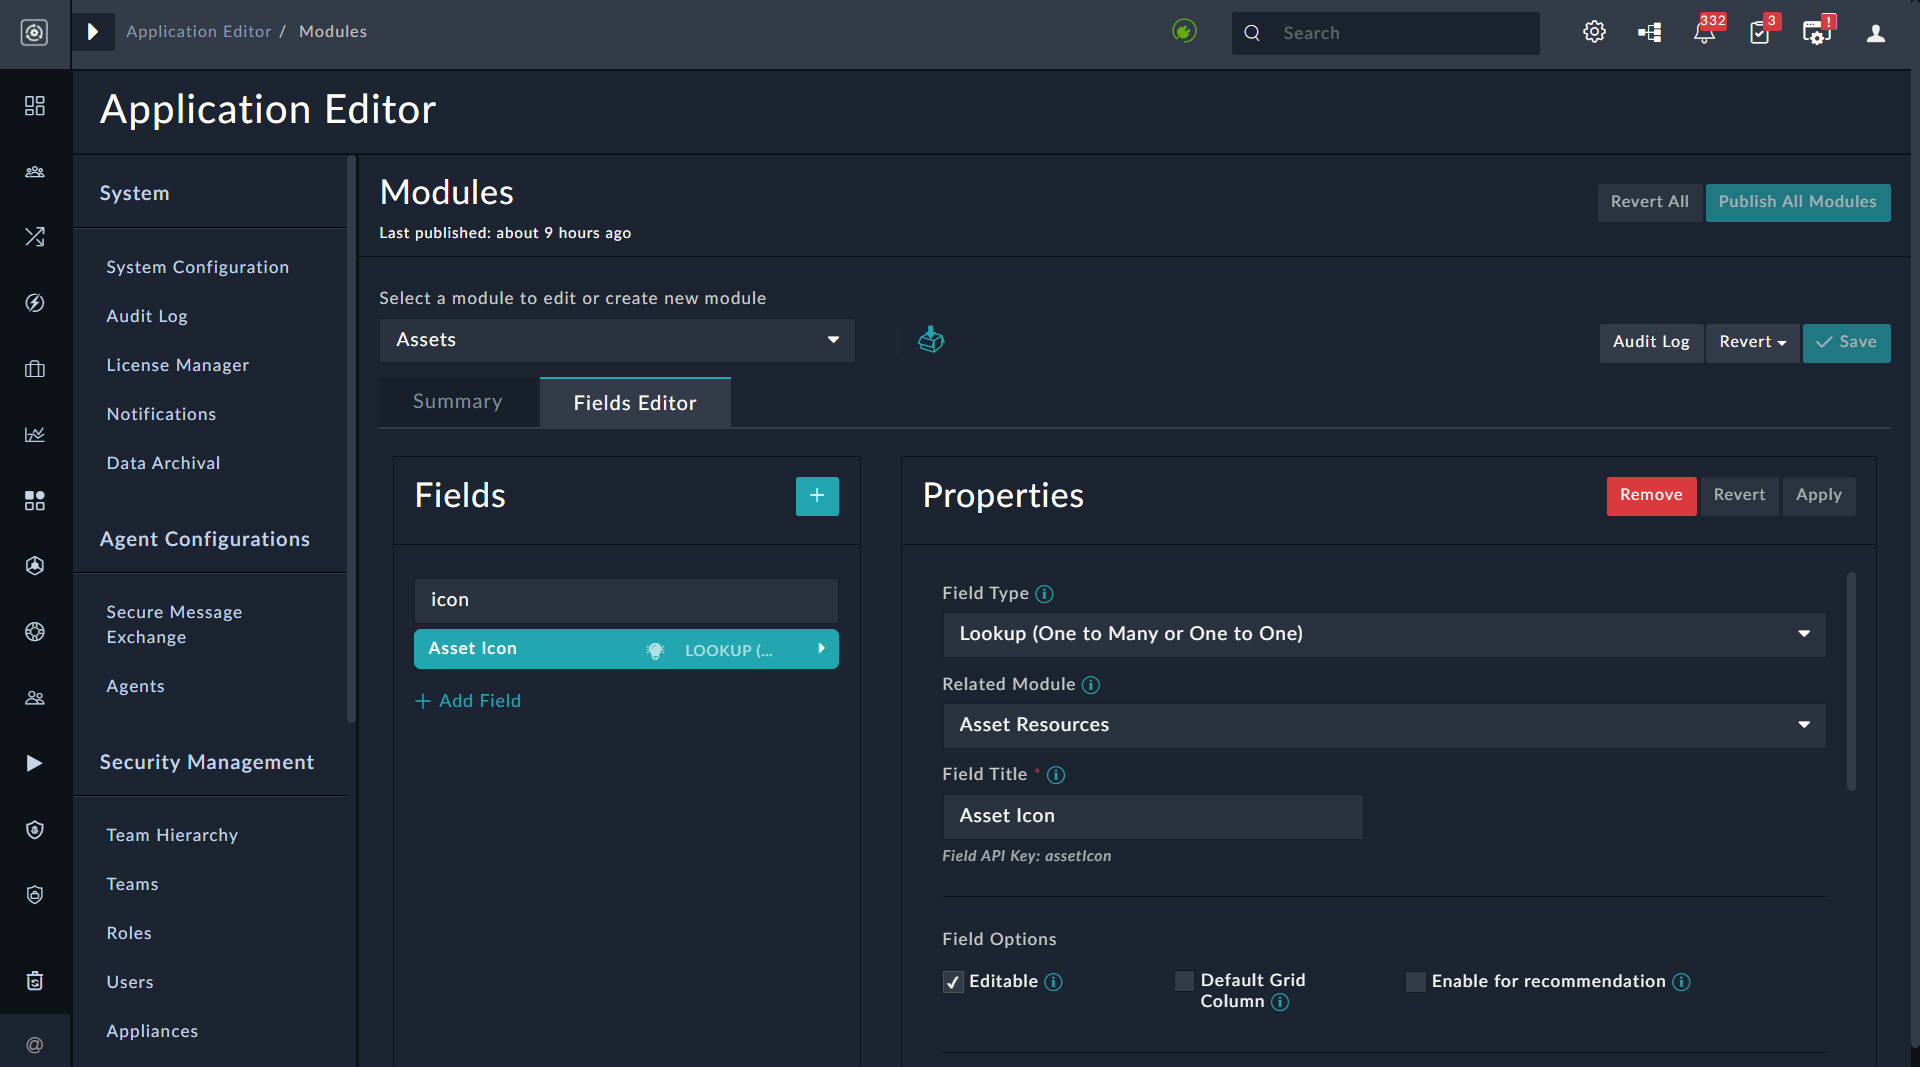 Application Editor / Modules
Search
332
3
!
Application Editor
System
System Configuration
Audit Log
License Manager
Notifications
Data Archival
Agent Configurations
Secure Message
Exchange
Agents
Security Management
Team Hierarchy
Teams
Roles
Users
Appliances
@
Modules
Last published: about 9 hours ago
Revert All
Publish All Modules
Select a module to edit or create new module
Assets
Audit Log
Revert
Save
Summary
Fields Editor
Fields
+
icon
Asset Icon
LOOKUP (...
+ Add Field
Properties
Remove
Revert
Apply
Field Type
Lookup (One to Many or One to One)
Related Module
Asset Resources
Field Title *
Asset Icon
Field API Key: assetIcon
Field Options
Editable
Default Grid
Column
Enable for recommendation